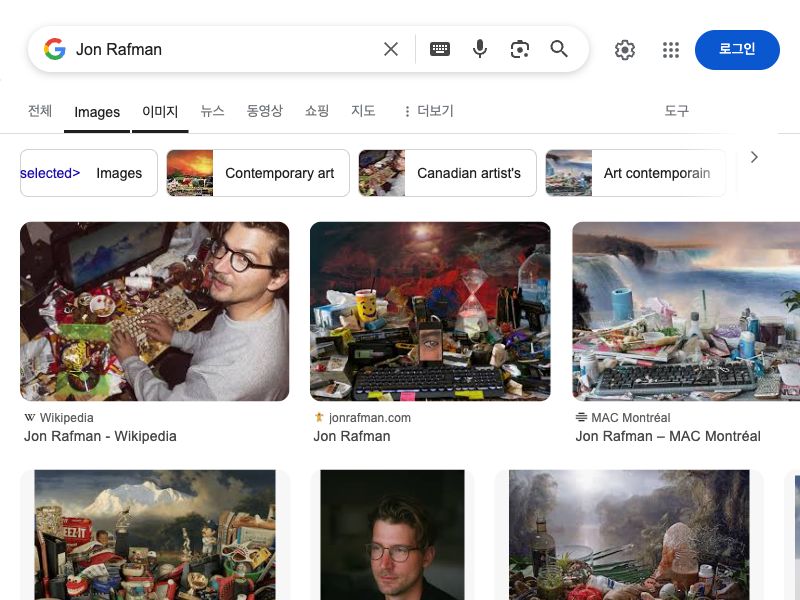 Jon Rafman
로그인
전체 Images 이미지 뉴스 동영상 쇼핑 지도 더보기 도구
selected> Images Contemporary art Canadian artist's Art contemporain
Wikipedia
Jon Rafman - Wikipedia
jonrafman.com
Jon Rafman
MAC Montréal
Jon Rafman – MAC Montréal